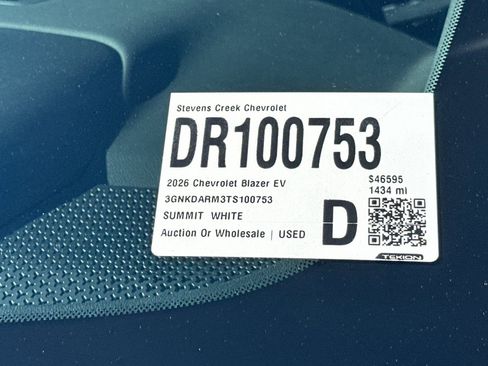 Stevens Creek Chevrolet
DR100753
2026 Chevrolet Blazer EV
$46595
3GNKDARM3TS100753
1434 mi
SUMMIT WHITE
Auction Or Wholesale | USED
D
TEKION